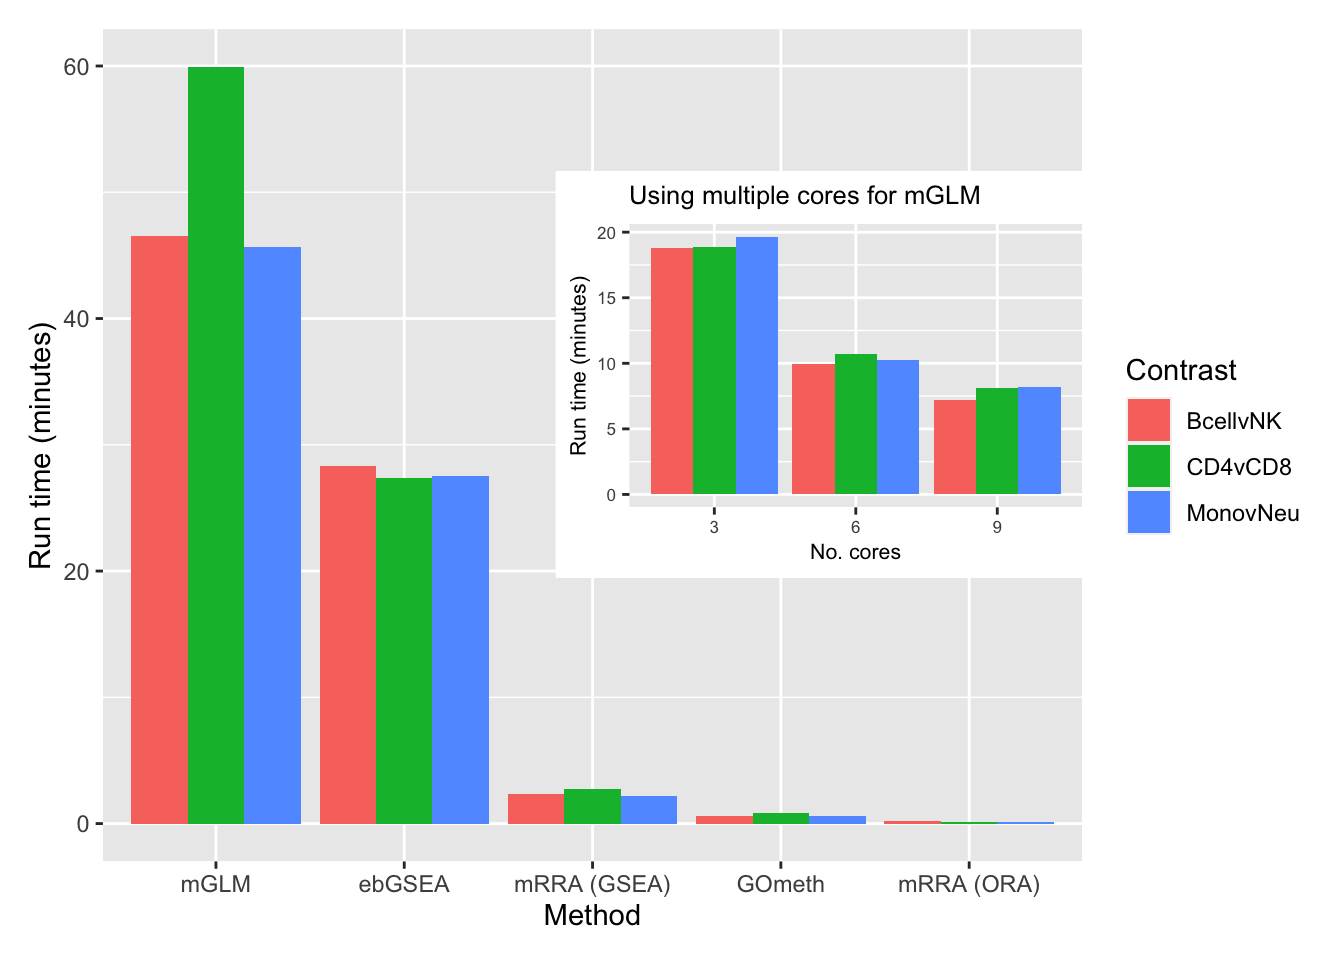 60
40
20
0
Run time (minutes)
mGLM
ebGSEA
mRRA (GSEA)
GOmeth
mRRA (ORA)
Method
Using multiple cores for mGLM
20
15
10
5
0
Run time (minutes)
3
6
9
No. cores
Contrast
BcellvNK
CD4vCD8
MonovNeu